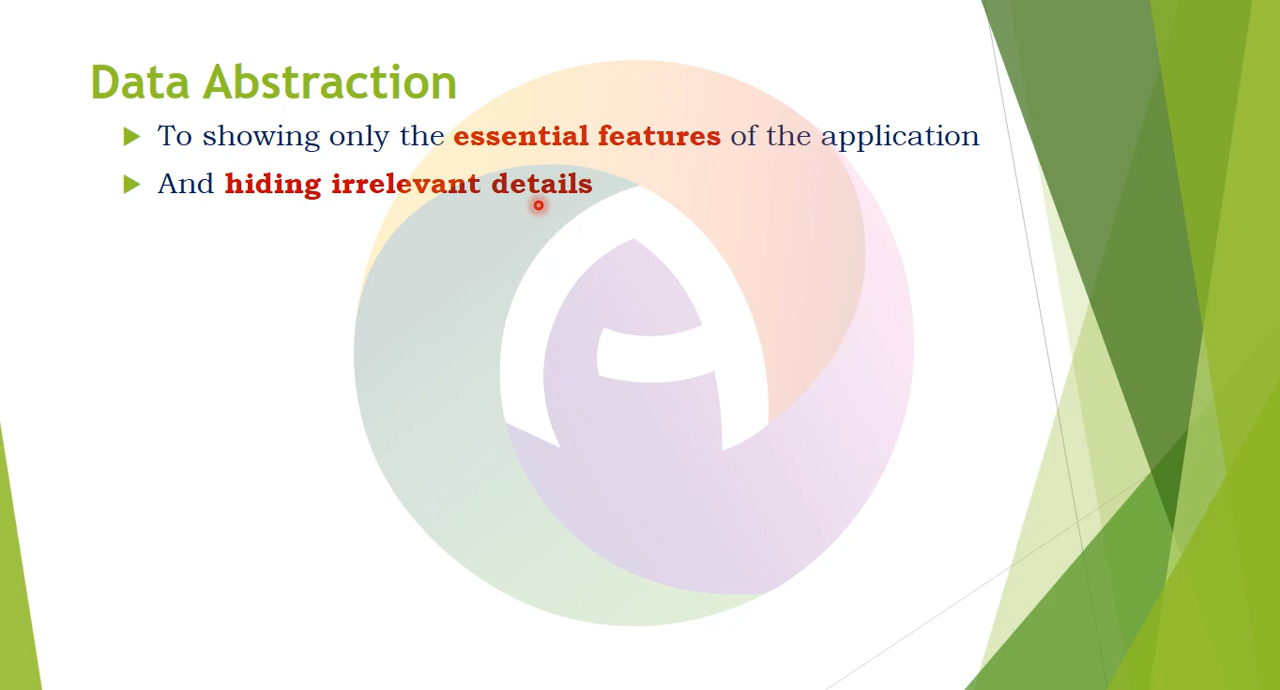 Data Abstraction
To showing only the essential features of the application
And hiding irrelevant details